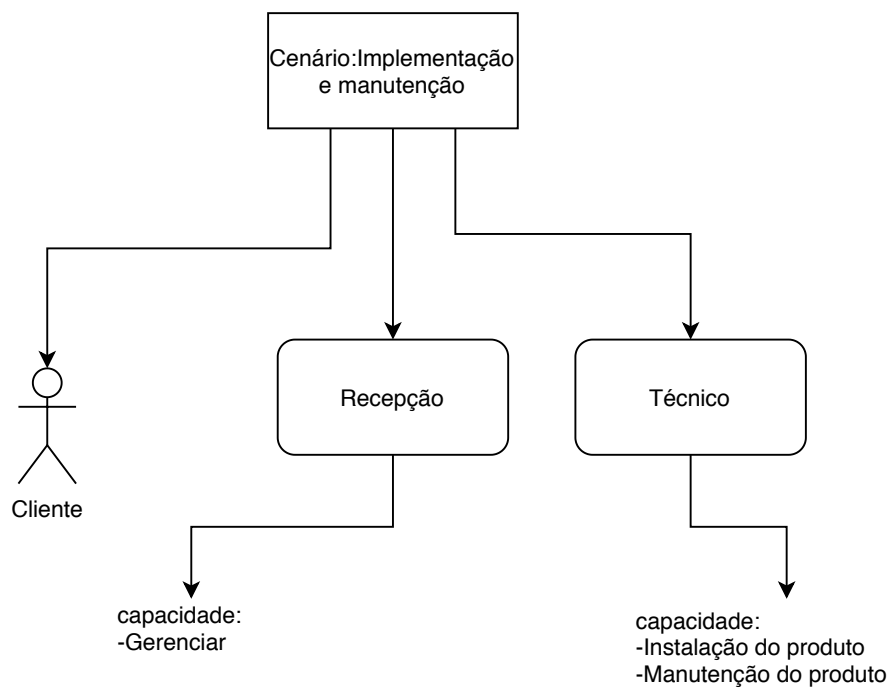 Cenário:Implementação
e manutenção
Recepção
Técnico
Cliente
capacidade:
-Gerenciar
capacidade:
-Instalação do produto
-Manutenção do produto